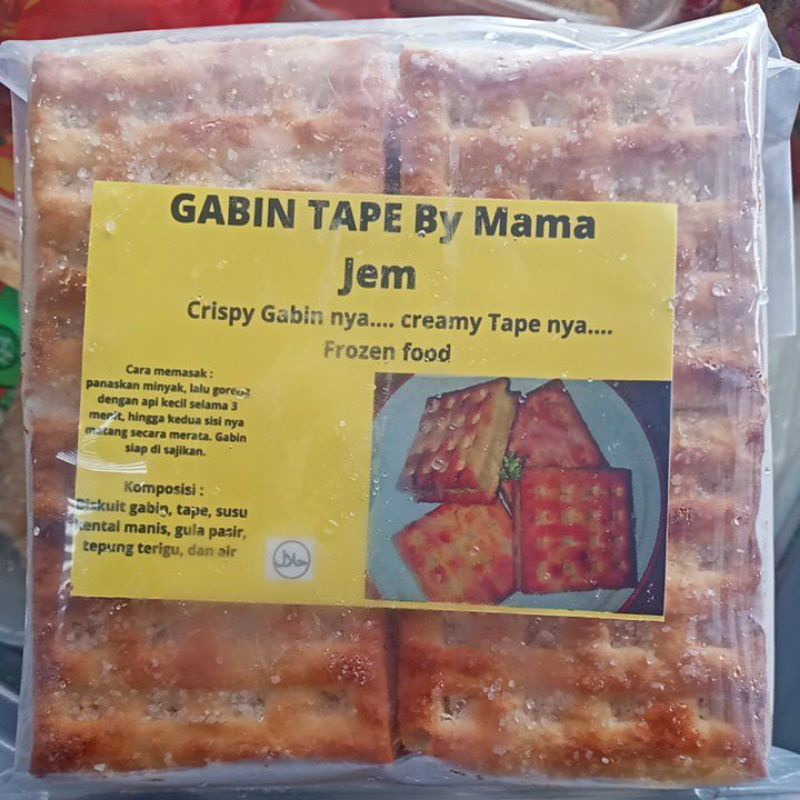 GABIN TAPE By Mama
Jem
Crispy Gabin nya.... creamy Tape nya....
Frozen food
Cara memasak :
panaskan minyak, lalu goreng
dengan api kecil selama 3
menit, hingga kedua sisi nya
matang secara merata. Gabin
siap di sajikan.
Komposisi :
Biskuit gabin, tape, susu
kental manis, gula pasir,
tepung terigu, dan air
حلال